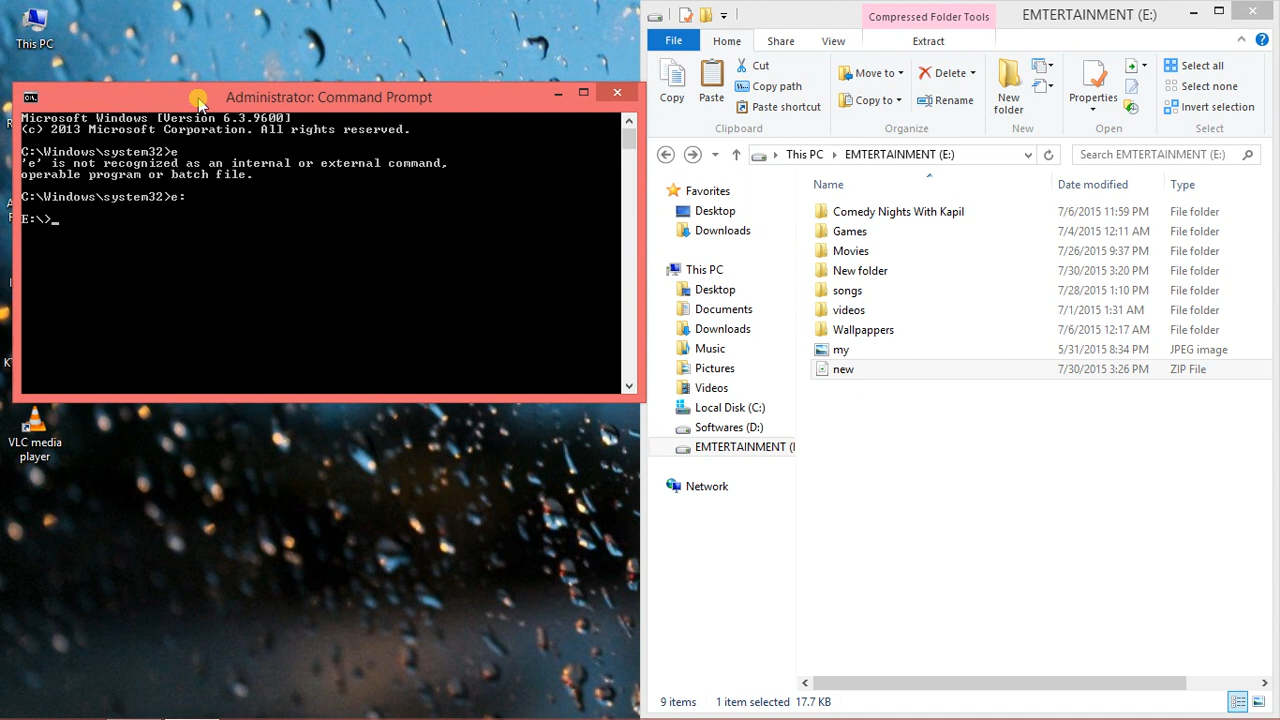 This PC
Administrator: Command Prompt
Microsoft Windows [Version 6.3.9600]
(c) 2013 Microsoft Corporation. All rights reserved.
C:\Windows\system32>e
'e' is not recognized as an internal or external command,
operable program or batch file.
C:\Windows\system32>e:
E:\>_
VLC media
player
Compressed Folder Tools
EMTERTAINMENT (E:)
File
Home
Share
View
Extract
Copy
Paste
Cut
Copy path
Paste shortcut
Clipboard
Move to
Copy to
Delete
Rename
Organize
New
folder
New
Properties
Open
Select all
Select none
Invert selection
Select
This PC
EMTERTAINMENT (E:)
Search EMTERTAINMENT (E:)
Favorites
Desktop
Downloads
This PC
Desktop
Documents
Downloads
Music
Pictures
Videos
Local Disk (C:)
Softwares (D:)
EMTERTAINMENT (
Network
Name Date modified Type
Comedy Nights With Kapil 7/6/2015 11:59 PM File folder
Games 7/4/2015 12:11 AM File folder
Movies 7/26/2015 9:37 PM File folder
New folder 7/30/2015 3:20 PM File folder
songs 7/28/2015 1:10 PM File folder
videos 7/1/2015 1:31 AM File folder
Wallpappers 7/6/2015 12:17 AM File folder
my 5/31/2015 8:34 PM JPEG image
new 7/30/2015 3:26 PM ZIP File
9 items 1 item selected 17.7 KB